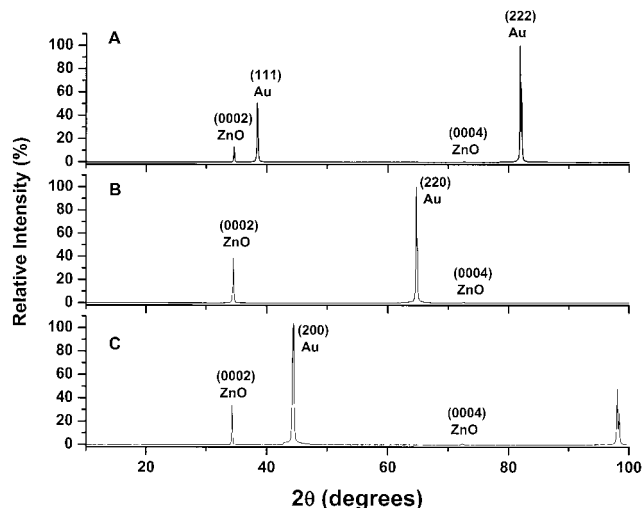 Relative Intensity (%)
A
100
80
60
40
20
0
(0002)
ZnO
(111)
Au
(0004)
ZnO
(222)
Au
B
100
80
60
40
20
0
(0002)
ZnO
(220)
Au
(0004)
ZnO
C
100
80
60
40
20
0
(0002)
ZnO
(200)
Au
(0004)
ZnO
20
40
60
80
100
2θ (degrees)